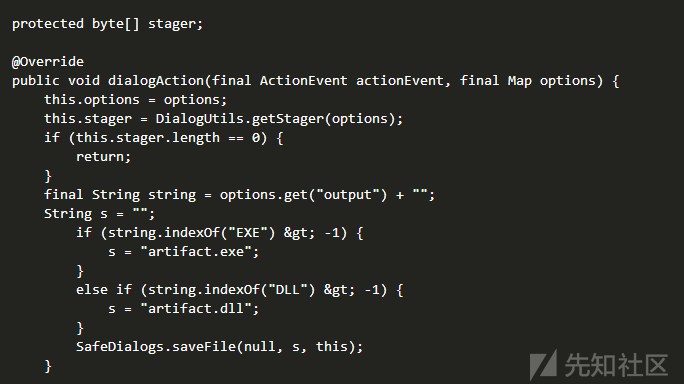 protected byte[] stager;

@Override
public void dialogAction(final ActionEvent actionEvent, final Map options) {
    this.options = options;
    this.stager = DialogUtils.getStager(options);
    if (this.stager.length == 0) {
        return;
    }
    final String string = options.get("output") + "";
    String s = "";
        if (string.indexOf("EXE") &gt; -1) {
            s = "artifact.exe";
        }
        else if (string.indexOf("DLL") &gt; -1) {
            s = "artifact.dll";
        }
        SafeDialogs.saveFile(null, s, this);
    }
先知社区